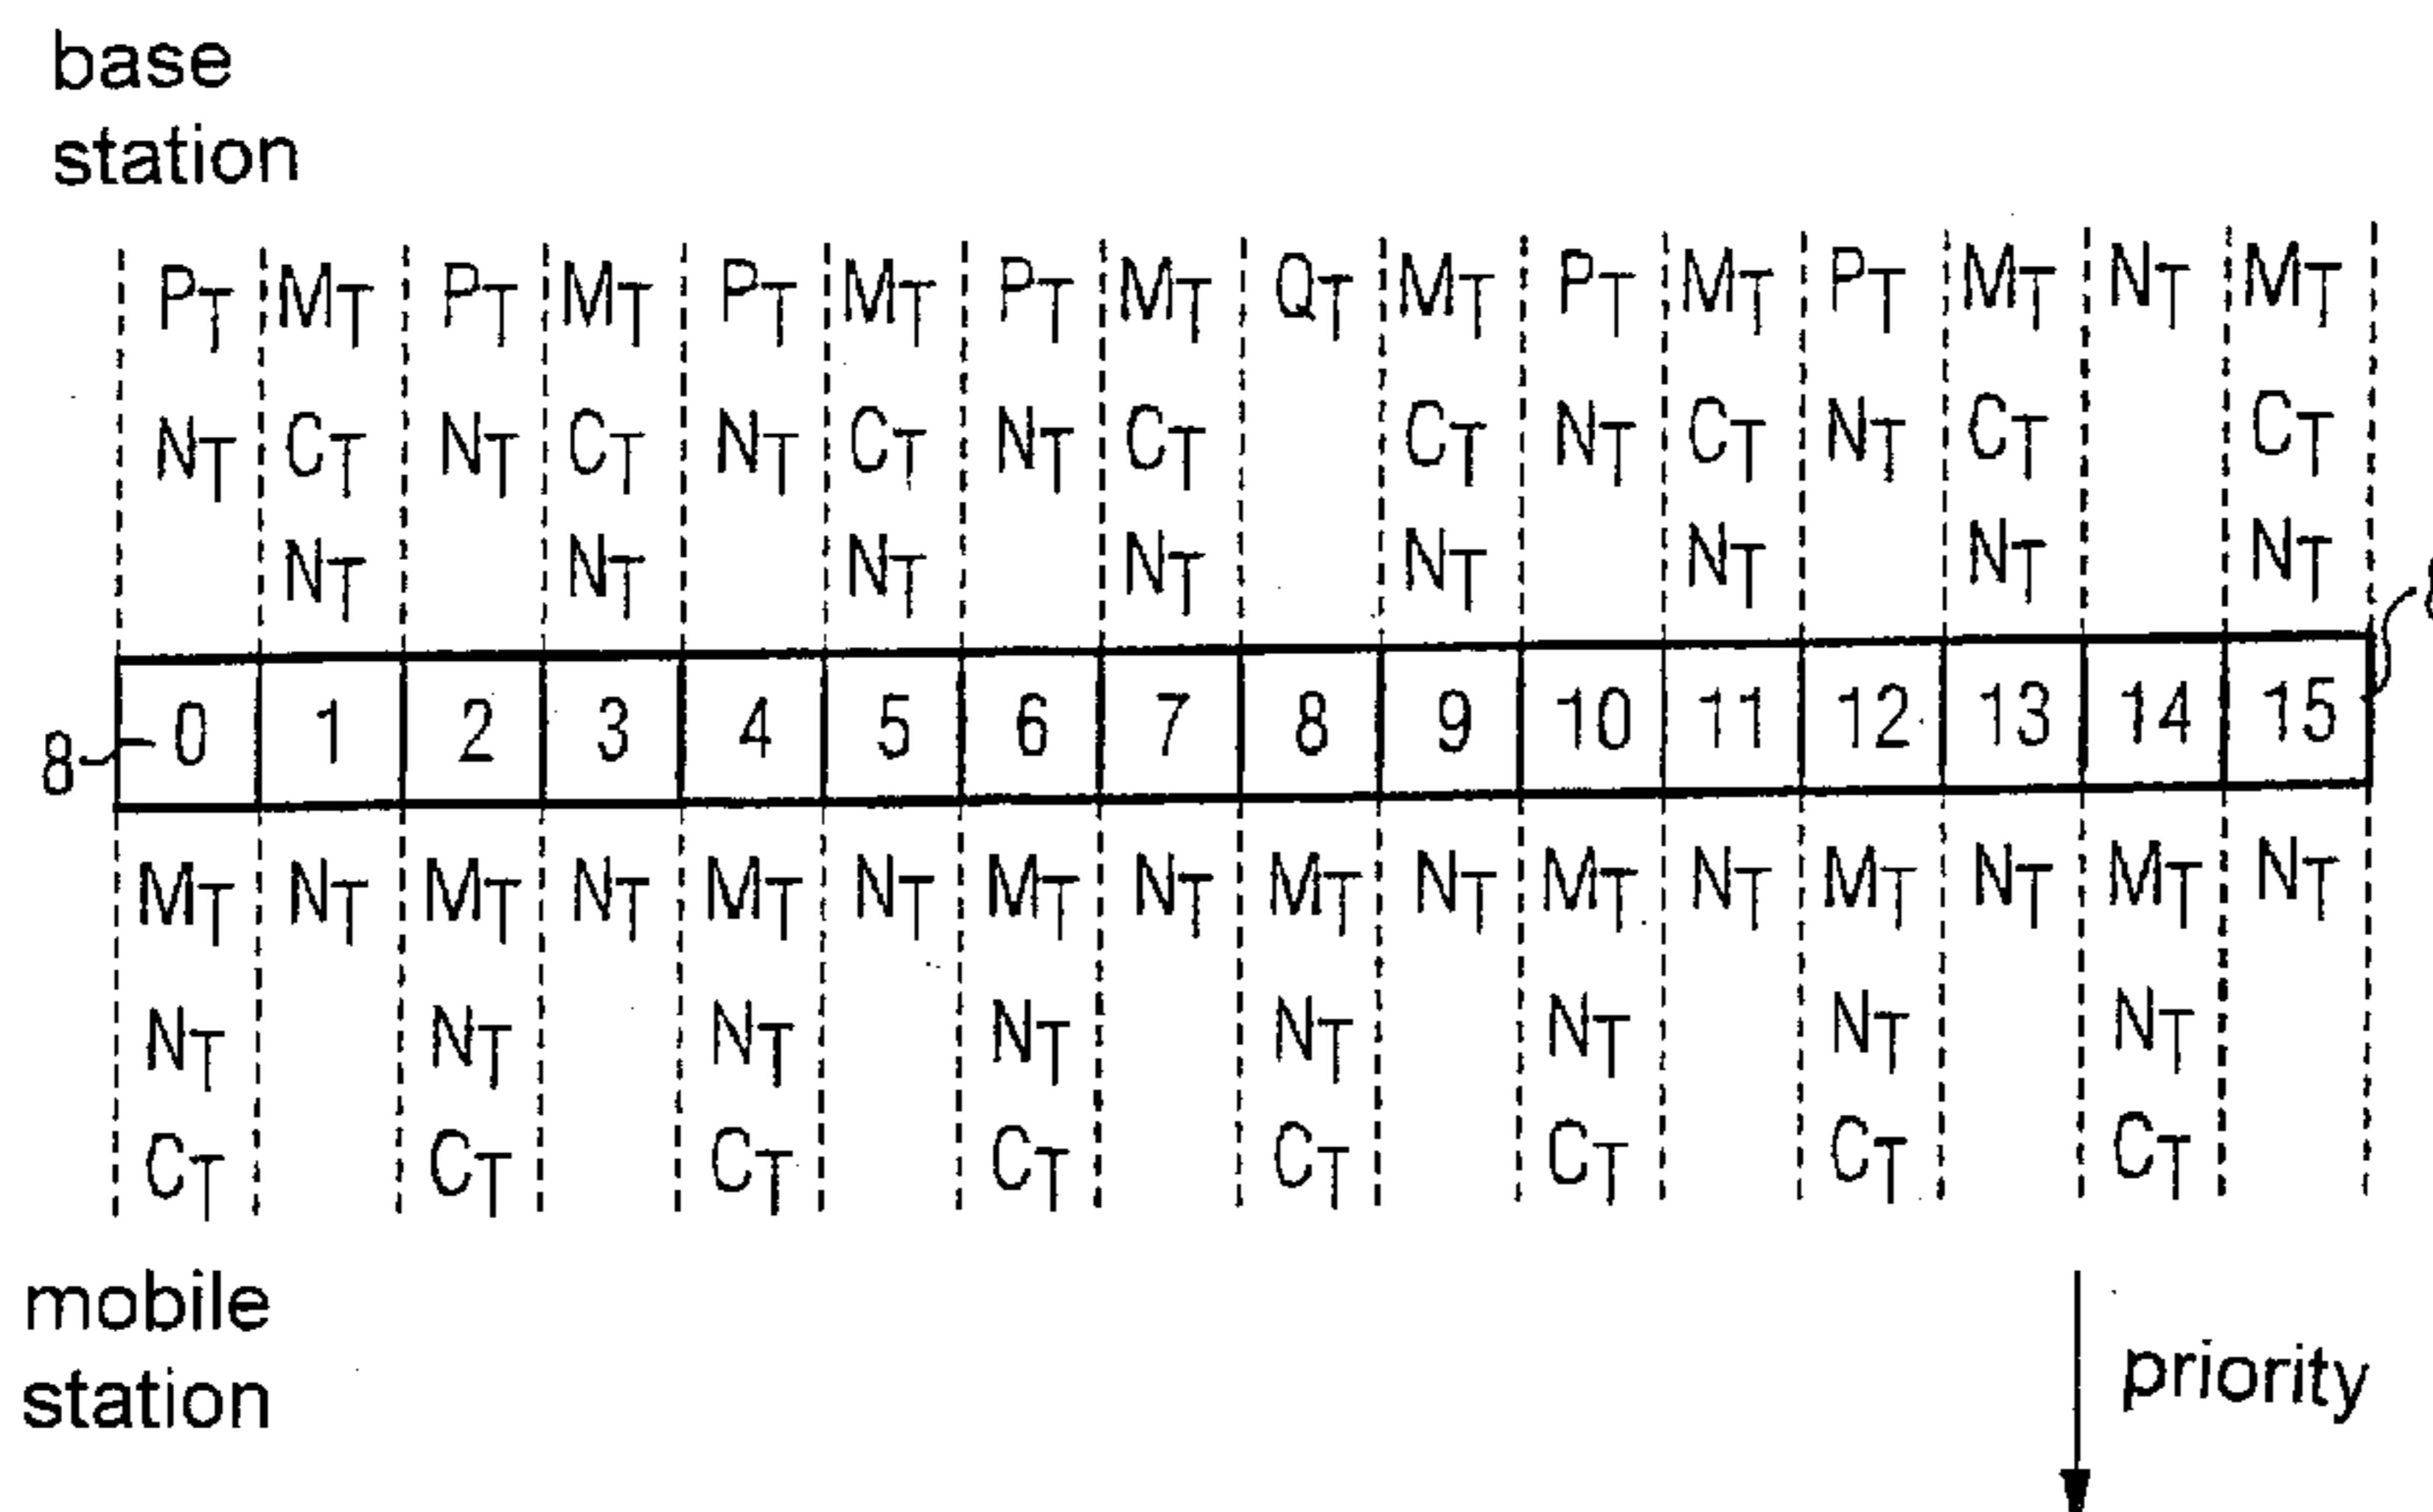 base
station
PT MT PT MT PT MT PT MT QT MT PT MT PT MT NT MT
NT CT NT CT NT CT NT CT CT NT CT NT CT CT
NT NT NT NT NT NT NT NT
8 0 1 2 3 4 5 6 7 8 9 10 11 12 13 14 15
MT NT MT NT MT NT MT NT MT NT MT NT MT NT MT NT
NT NT NT NT NT NT NT NT
CT CT CT CT CT CT CT CT
mobile
station
priority